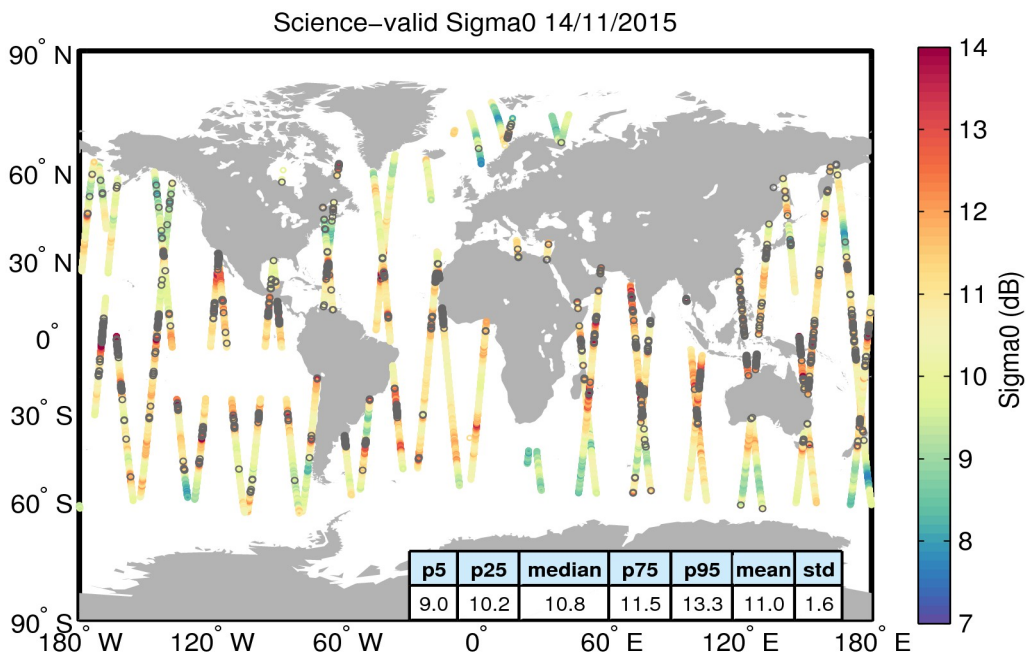 Science−valid Sigma0 14/11/2015
90° N
60° N
30° N
0°
30° S
60° S
90° S
180° W 120° W 60° W 0° 60° E 120° E 180° E
p5 p25 median p75 p95 mean std
9.0 10.2 10.8 11.5 13.3 11.0 1.6
14
13
12
11
10
9
8
7
Sigma0 (dB)